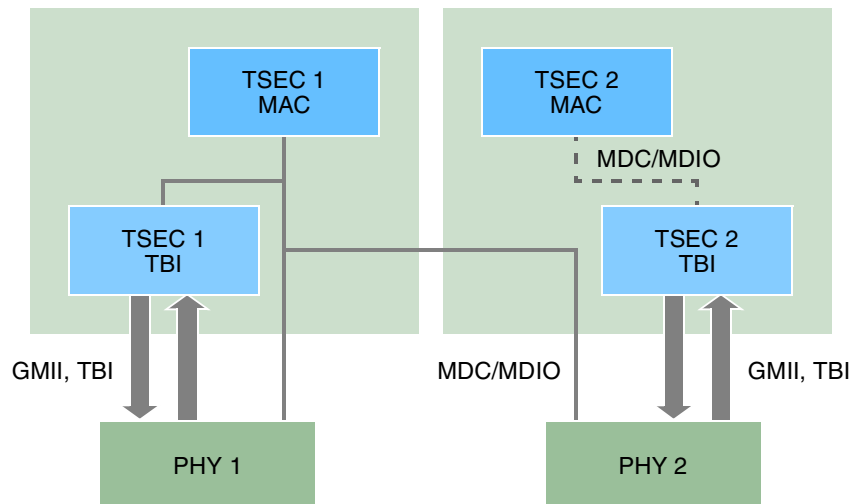 TSEC 1
MAC
TSEC 2
MAC
MDC/MDIO
TSEC 1
TBI
TSEC 2
TBI
GMII, TBI
MDC/MDIO
GMII, TBI
PHY 1
PHY 2